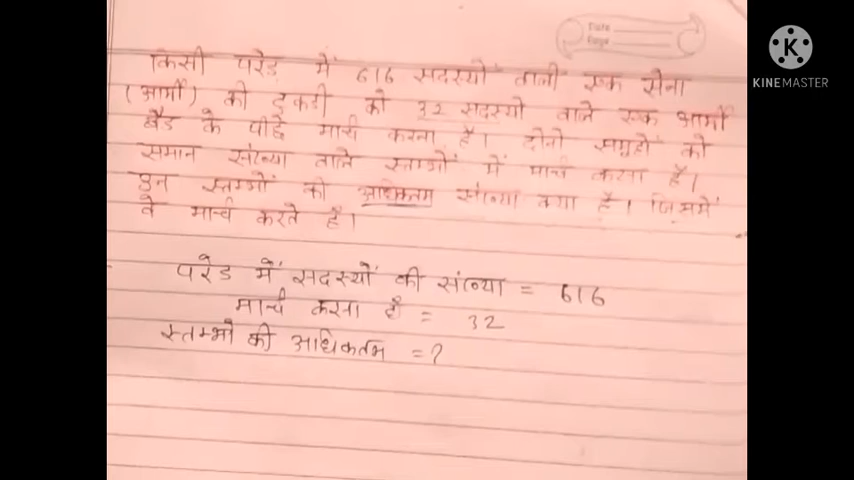 Date
Page
K
KINEMASTER
किसी परेड में 616 सदस्यों वाली एक सेना
(आर्मी) की टुकडी को 32 सदस्यो वाले एक आर्मी
बैंड के पीछे मार्च करना है। दोनो समूहों को
समान संख्या वाले स्तम्भों में मार्च करना है।
उन स्तम्भों की अधिकतम संख्या क्या है। जिसमें
वे मार्च करते है।
परेड में सदस्यों की संख्या = 616
मार्च करना है = 32
स्तम्भो की अधिकतम = ?